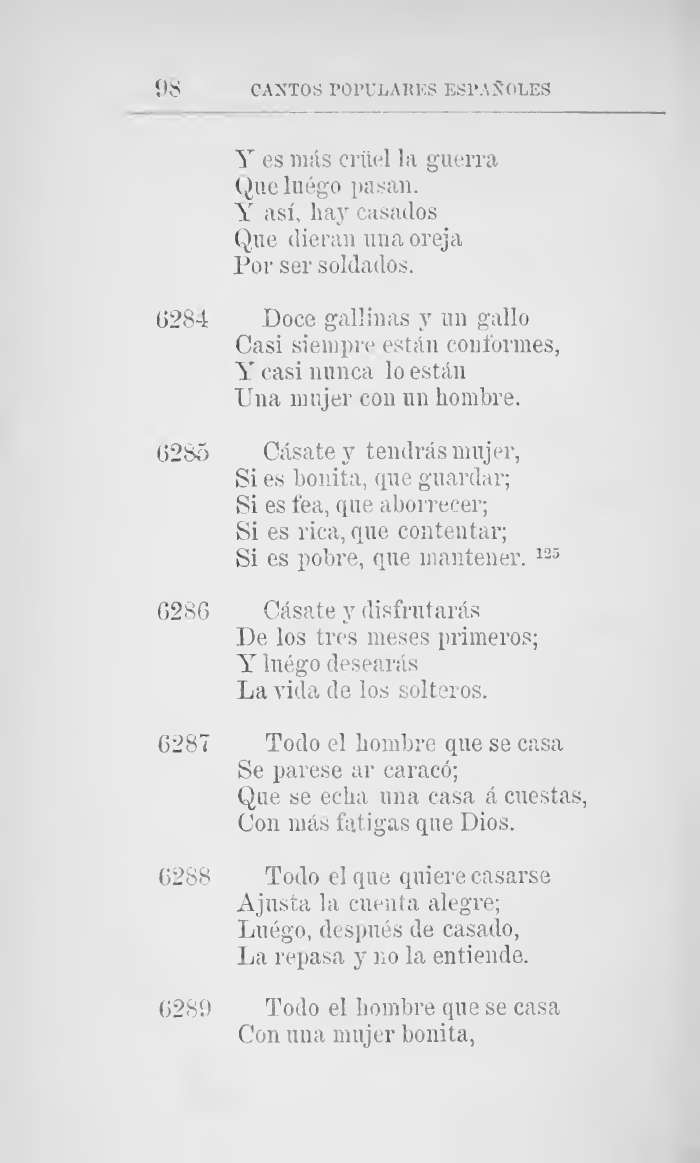 98 CANTOS POPULARES ESPAÑOLES
Y es más crüel la guerra
Que luégo pasan.
Y así, hay casados
Que dieran una oreja
Por ser soldados.
6284 Doce gallinas y un gallo
Casi siempre están conformes,
Y casi nunca lo están
Una mujer con un hombre.
6285 Cásate y tendrás mujer,
Si es bonita, que guardar;
Si es fea, que aborrecer;
Si es rica, que contentar;
Si es pobre, que mantener. 125
6286 Cásate y disfrutarás
De los tres meses primeros;
Y luégo desearás
La vida de los solteros.
6287 Todo el hombre que se casa
Se parese ar caracó;
Que se echa una casa á cuestas,
Con más fatigas que Dios.
6288 Todo el que quiere casarse
Ajusta la cuenta alegre;
Luégo, después de casado,
La repasa y no la entiende.
6289 Todo el hombre que se casa
Con una mujer bonita,